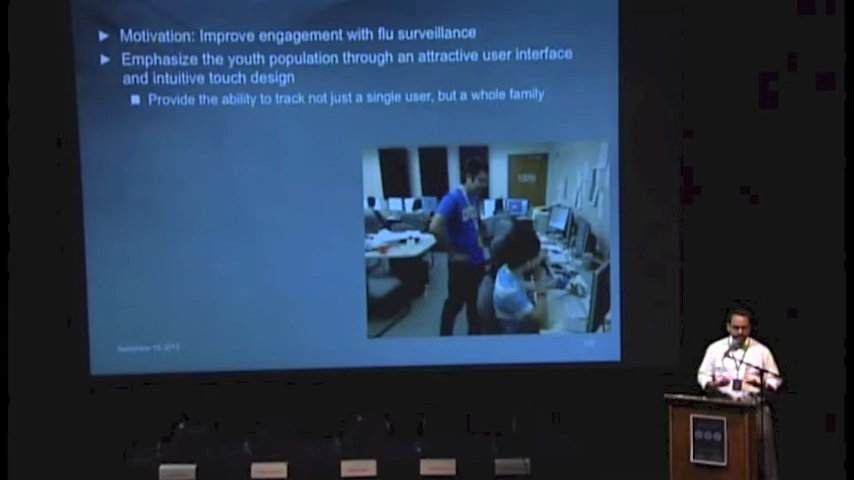 Motivation: Improve engagement with flu surveillance
Emphasize the youth population through an attractive user interface
and intuitive touch design
Provide the ability to track not just a single user, but a whole family